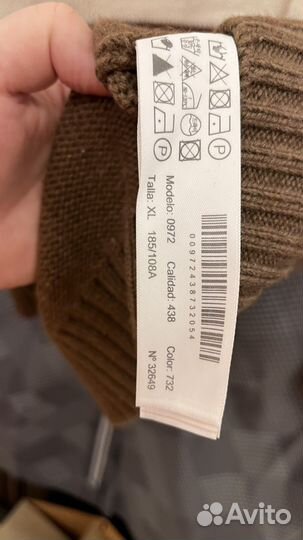 Modelo: 0972 Calidad: 438 Color: 732
Talla: XL 185/108A Nº 32649
00972438732054
P
P
Avito